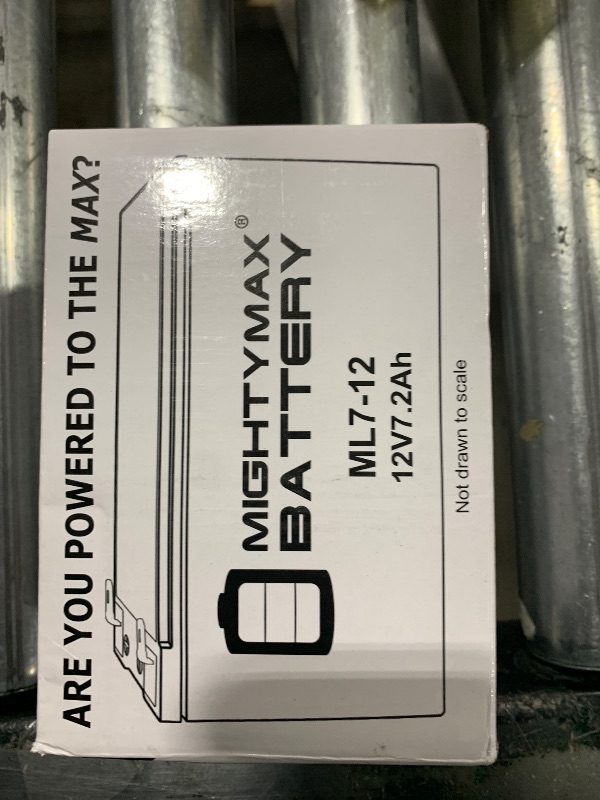 ARE YOU POWERED TO THE MAX?
MIGHTYMAX®
BATTERY
ML7-12
12V7.2Ah
Not drawn to scale